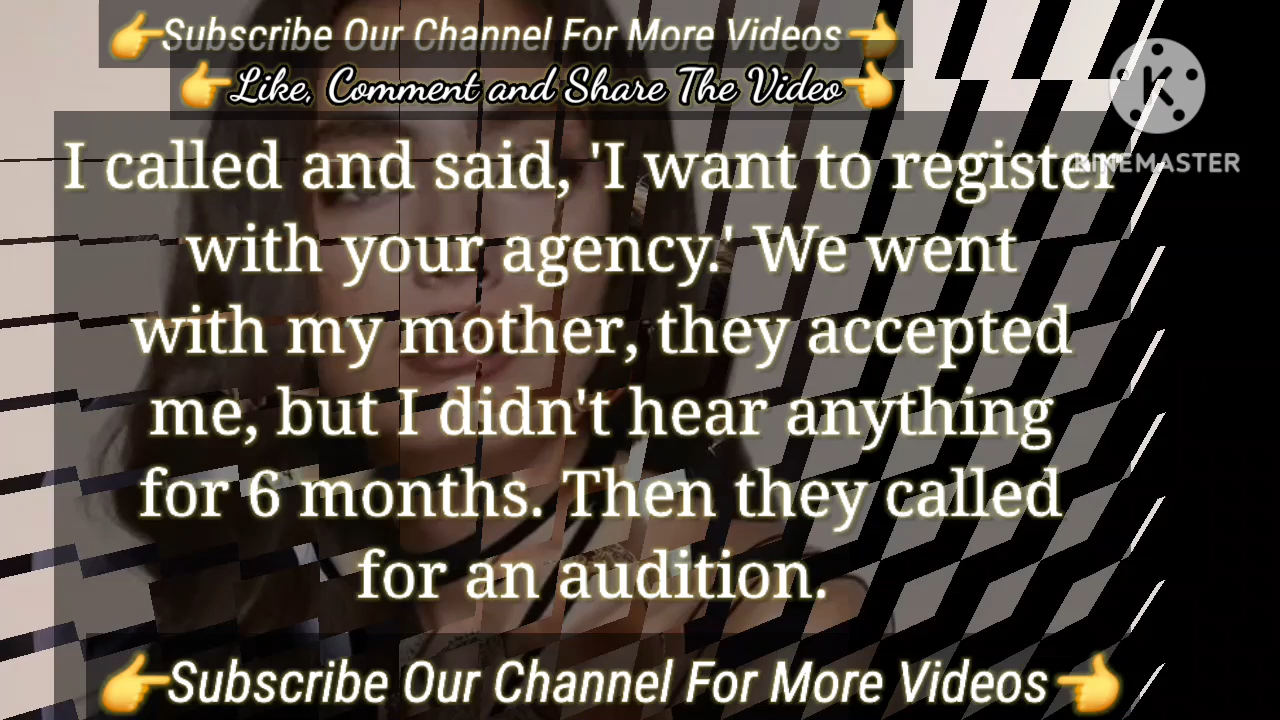 👉Subscribe Our Channel For More Videos👈
👉Like, Comment and Share The Video👈
I called and said, 'I want to register
KINEMASTER
with your agency.' We went
with my mother, they accepted
me, but I didn't hear anything
for 6 months. Then they called
for an audition.
👉Subscribe Our Channel For More Videos👈